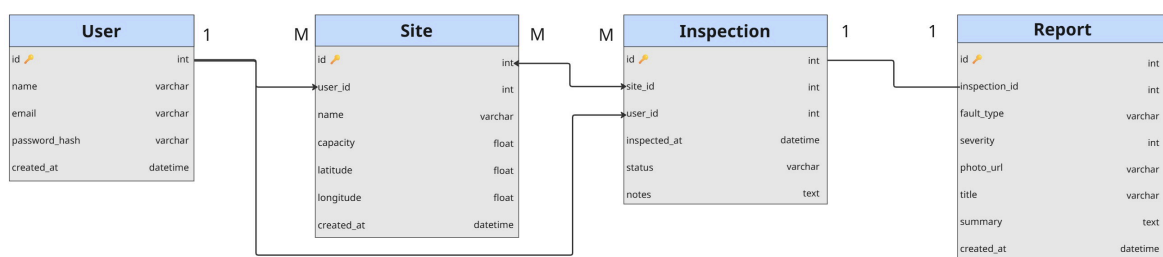 User
id int
name varchar
email varchar
password_hash varchar
created_at datetime
1 M
Site
id int
user_id int
name varchar
capacity float
latitude float
longitude float
created_at datetime
M M
Inspection
id int
site_id int
user_id int
inspected_at datetime
status varchar
notes text
1 1
Report
id int
inspection_id int
fault_type varchar
severity int
photo_url varchar
title varchar
summary text
created_at datetime